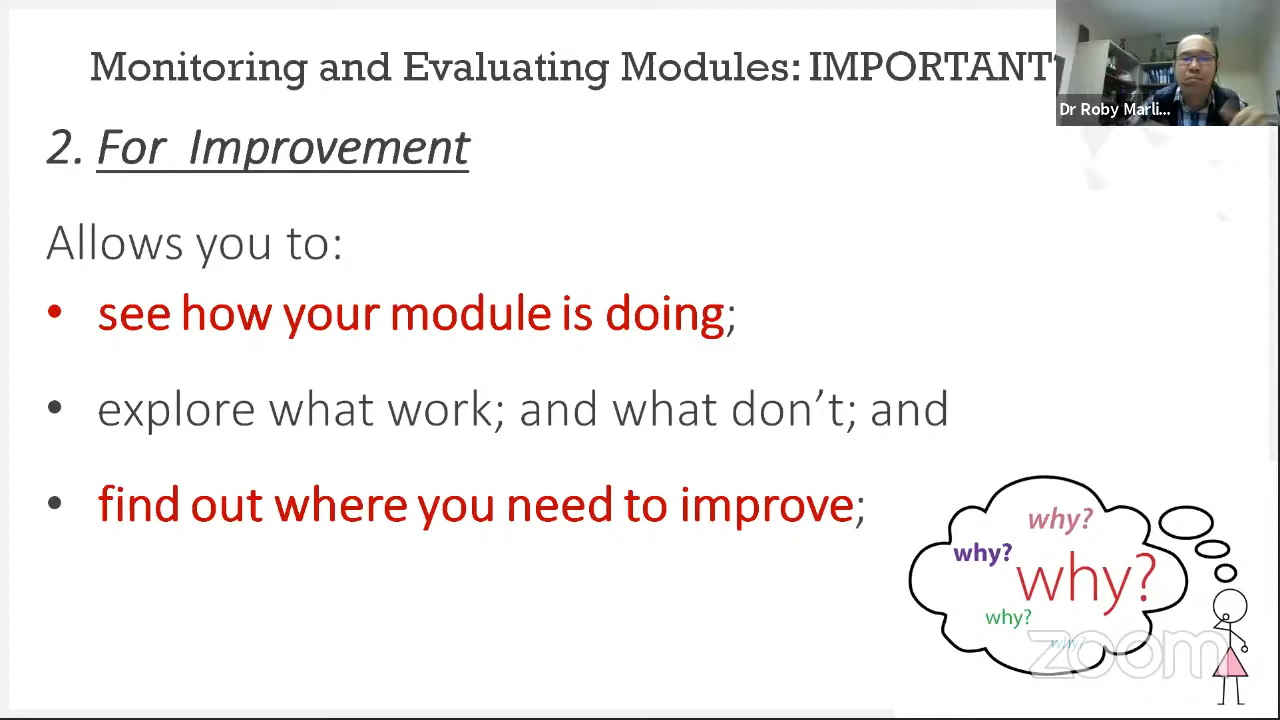 Monitoring and Evaluating Modules: IMPORTANT
Dr Roby Marli...
2. For Improvement
Allows you to:
• see how your module is doing;
• explore what work; and what don’t; and
• find out where you need to improve;
why?
why?
why?
why?
why?
zoom